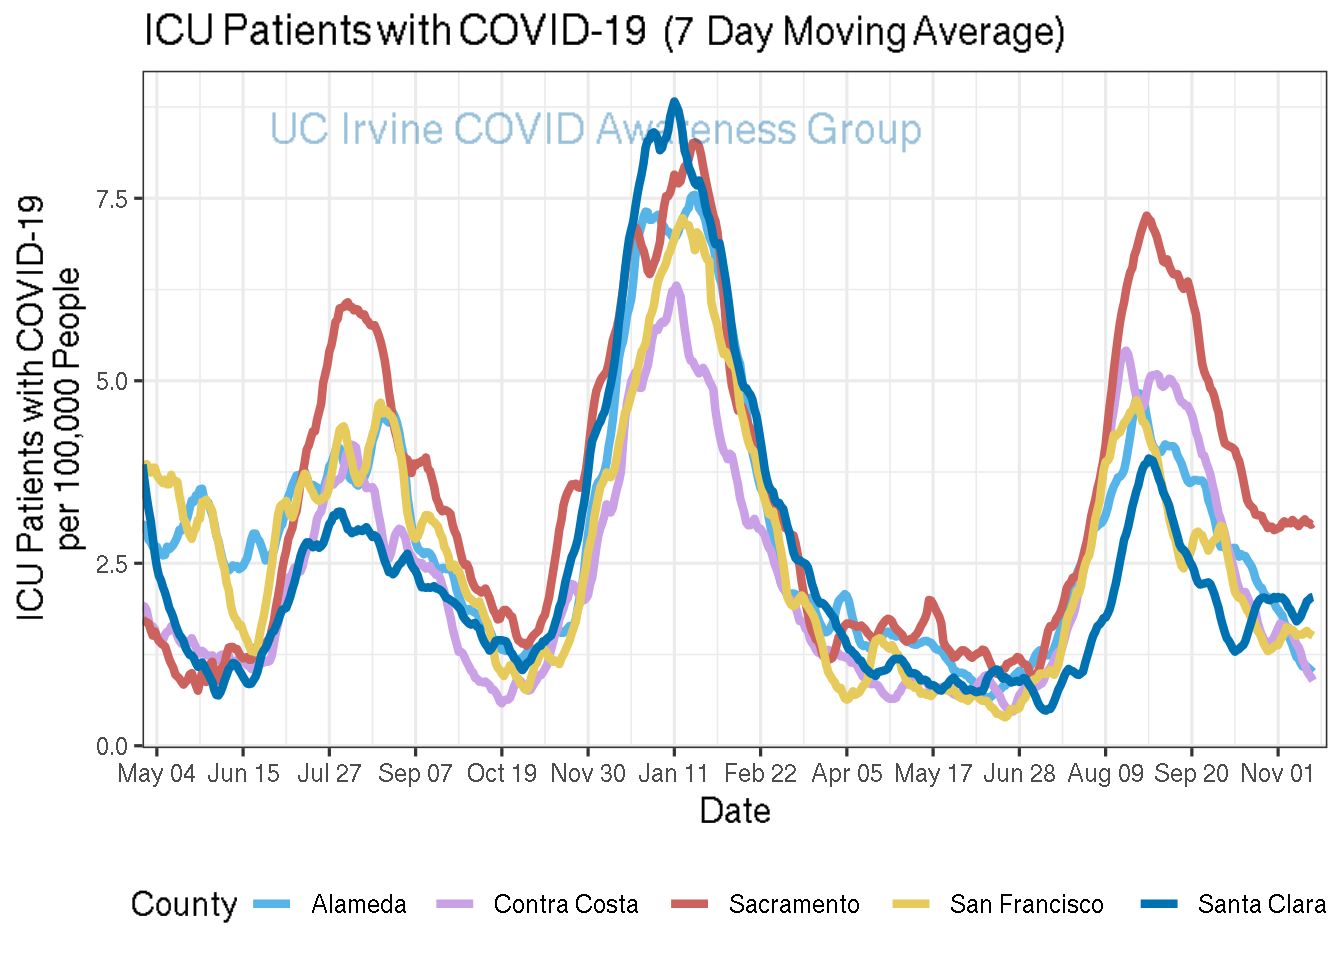 ICU Patients with COVID-19 (7 Day Moving Average)
UC Irvine COVID Awareness Group
ICU Patients with COVID-19
per 100,000 People
7.5
5.0
2.5
0.0
May 04 Jun 15 Jul 27 Sep 07 Oct 19 Nov 30 Jan 11 Feb 22 Apr 05 May 17 Jun 28 Aug 09 Sep 20 Nov 01
Date
County Alameda Contra Costa Sacramento San Francisco Santa Clara